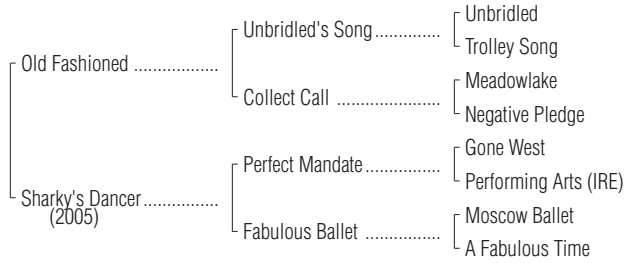 Unbridled
Unbridled's Song..............
Trolley Song
Old Fashioned .................
Meadowlake
Collect Call ......................
Negative Pledge
Gone West
Perfect Mandate................
Performing Arts (IRE)
Sharky's Dancer...............
(2005)
Moscow Ballet
Fabulous Ballet ................
A Fabulous Time